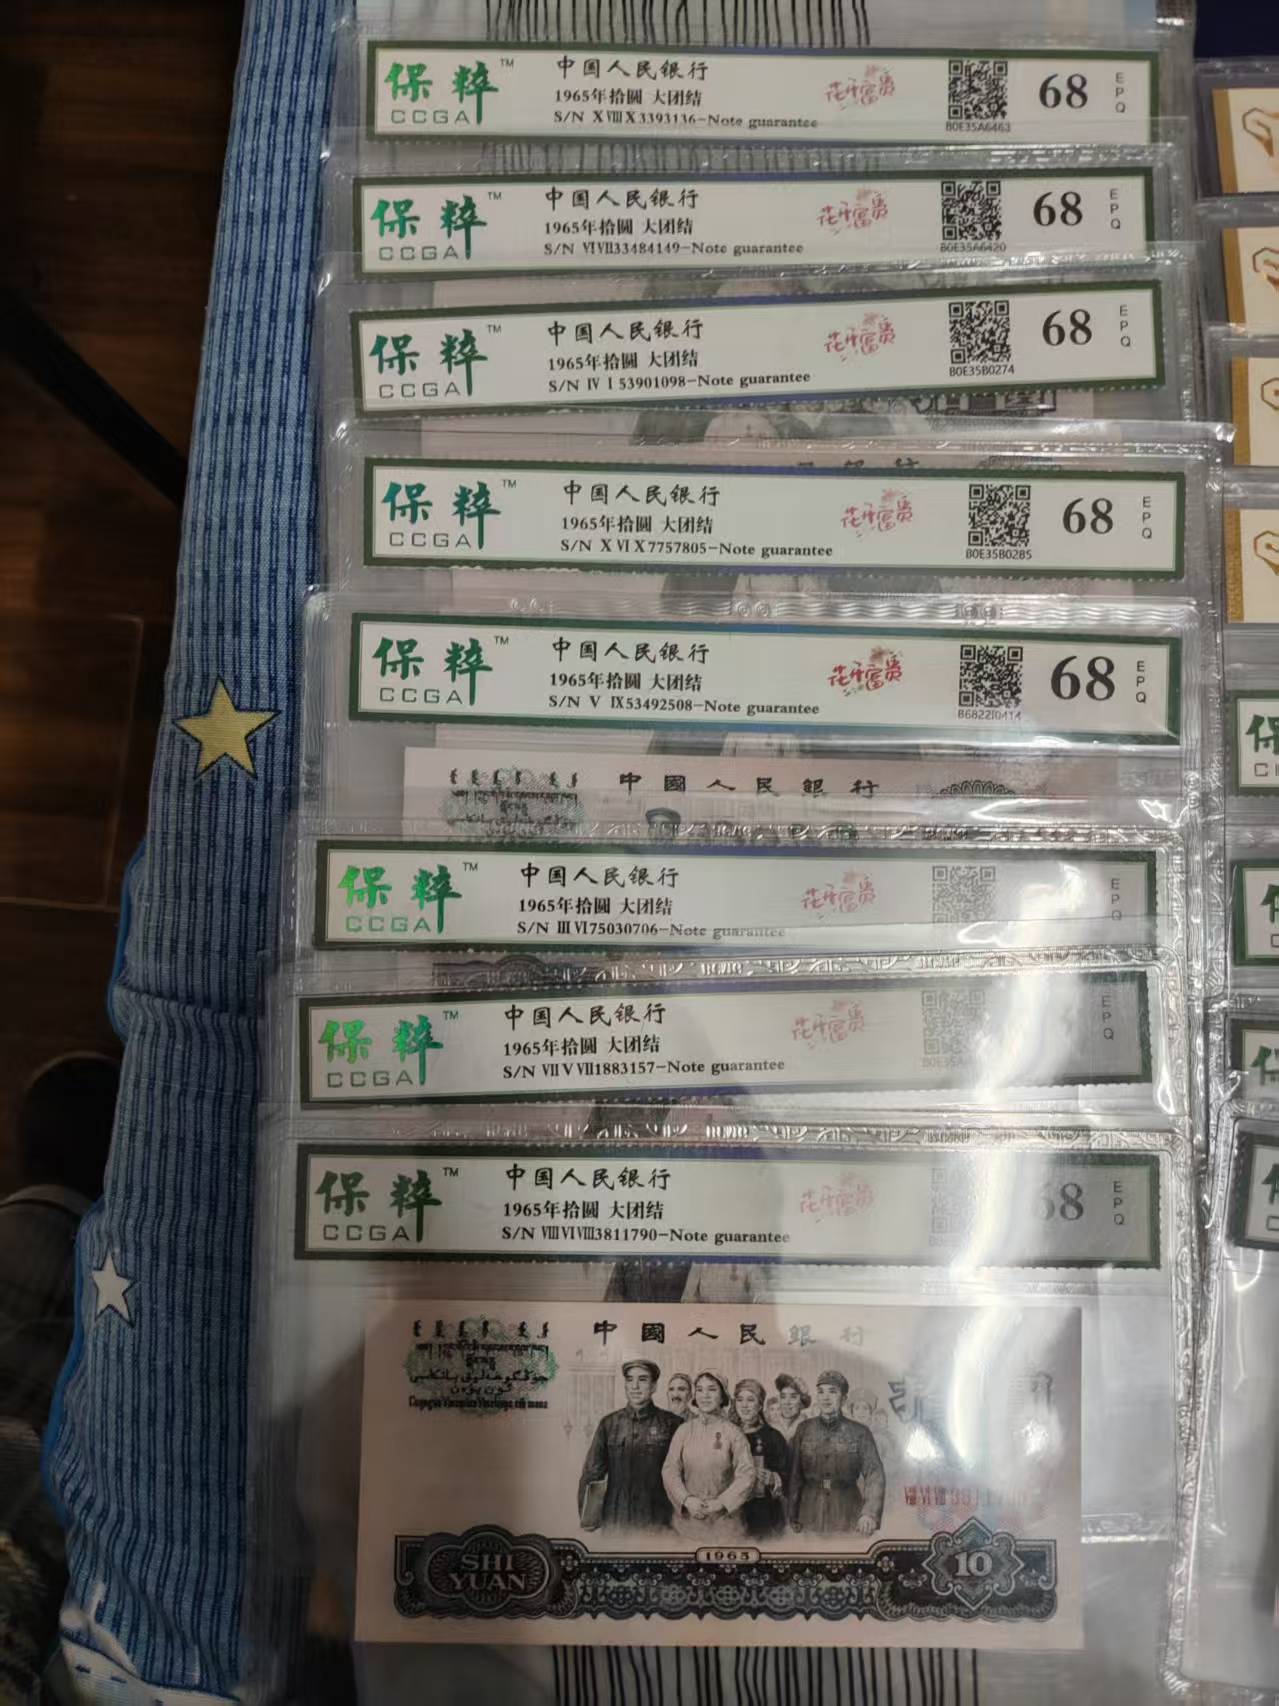 保粹™
CCGA
中国人民银行
1965年拾圆 大团结
S/N ⅩⅧⅩ3393136-Note guarantee
花开富贵
B0E35A6463
68
EPQ
保粹™
CCGA
中国人民银行
1965年拾圆 大团结
S/N ⅥⅦ33484149-Note guarantee
花开富贵
B0E35A6420
68
EPQ
保粹™
CCGA
中国人民银行
1965年拾圆 大团结
S/N ⅣⅠ53901098-Note guarantee
花开富贵
B0E35B0274
68
EPQ
保粹™
CCGA
中国人民银行
1965年拾圆 大团结
S/N ⅩⅥⅩ7757805-Note guarantee
花开富贵
B0E35B0285
68
EPQ
保粹™
CCGA
中国人民银行
1965年拾圆 大团结
S/N Ⅴ Ⅸ53492508-Note guarantee
花开富贵
B6822I0414
68
EPQ
中國人民銀行
保粹™
CCGA
中国人民银行
1965年拾圆 大团结
S/N ⅢⅥ75030706-Note guarantee
花开富贵
EPQ
保粹™
CCGA
中国人民银行
1965年拾圆 大团结
S/N ⅦⅤⅦ1883157-Note guarantee
花开富贵
EPQ
保粹™
CCGA
中国人民银行
1965年拾圆 大团结
S/N ⅧⅥⅧ3811790-Note guarantee
花开富贵
68
EPQ
中國人民銀行
1965
SHI
YUAN
10